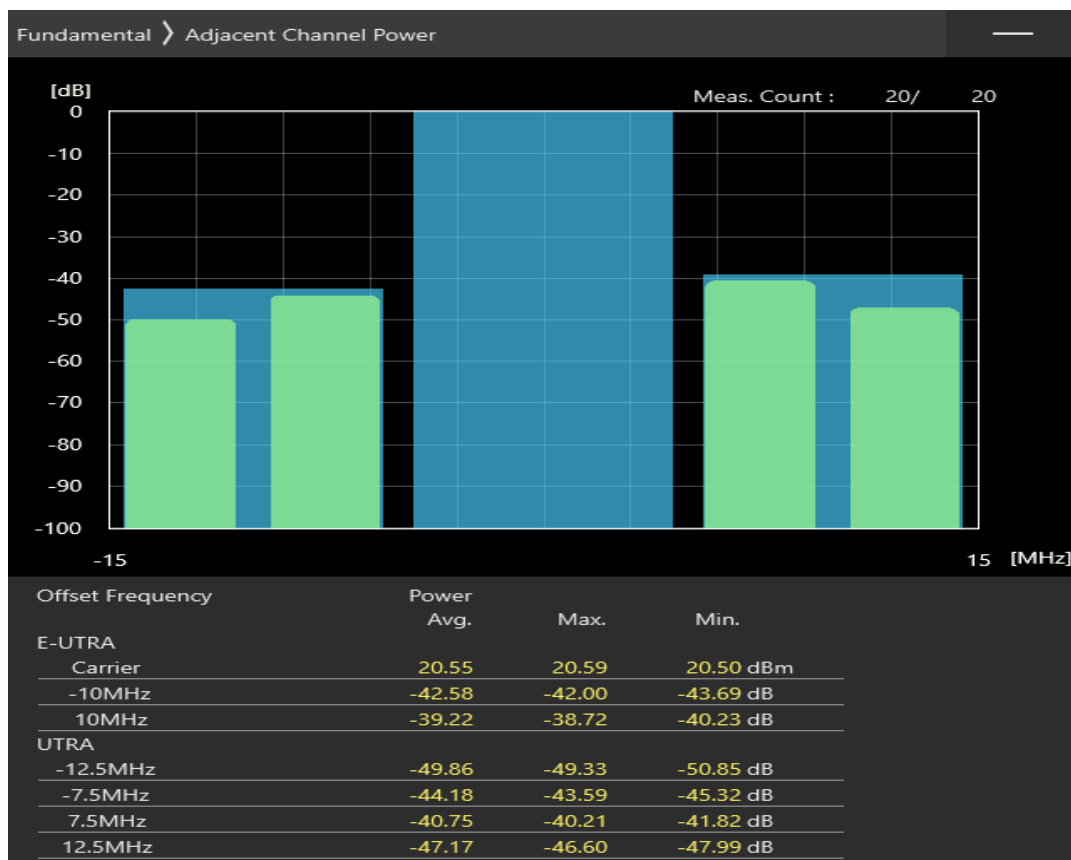 Fundamental ❯ Adjacent Channel Power
[dB]
Meas. Count : 20/ 20
0
-10
-20
-30
-40
-50
-60
-70
-80
-90
-100
-15 15 [MHz]
Offset Frequency Power
Avg. Max. Min.
E-UTRA
Carrier 20.55 20.59 20.50 dBm
-10MHz -42.58 -42.00 -43.69 dB
10MHz -39.22 -38.72 -40.23 dB
UTRA
-12.5MHz -49.86 -49.33 -50.85 dB
-7.5MHz -44.18 -43.59 -45.32 dB
7.5MHz -40.75 -40.21 -41.82 dB
12.5MHz -47.17 -46.60 -47.99 dB